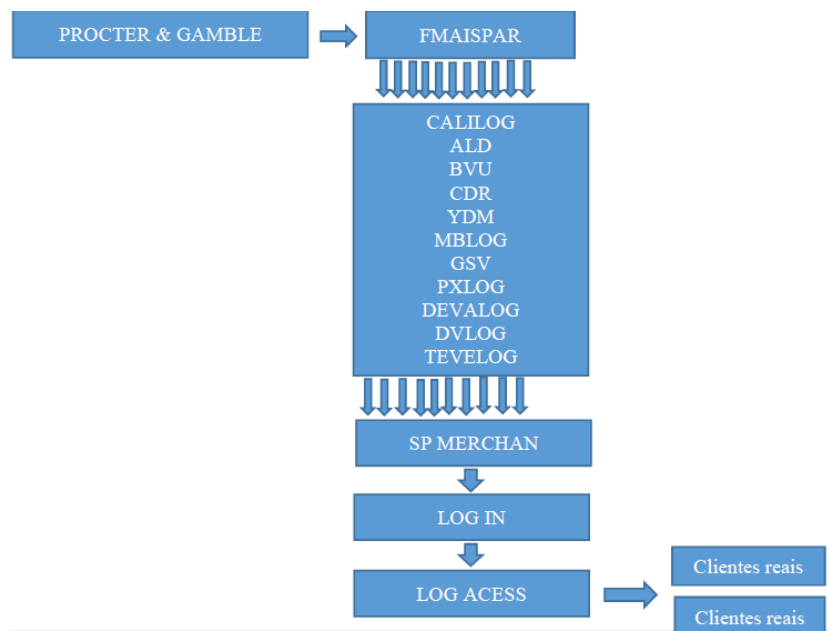 PROCTER & GAMBLE
FMAISPAR
CALILOG
ALD
BVU
CDR
YDM
MBLOG
GSV
PXLOG
DEVALOG
DVLOG
TEVELOG
SP MERCHAN
LOG IN
LOG ACESS
Clientes reais
Clientes reais